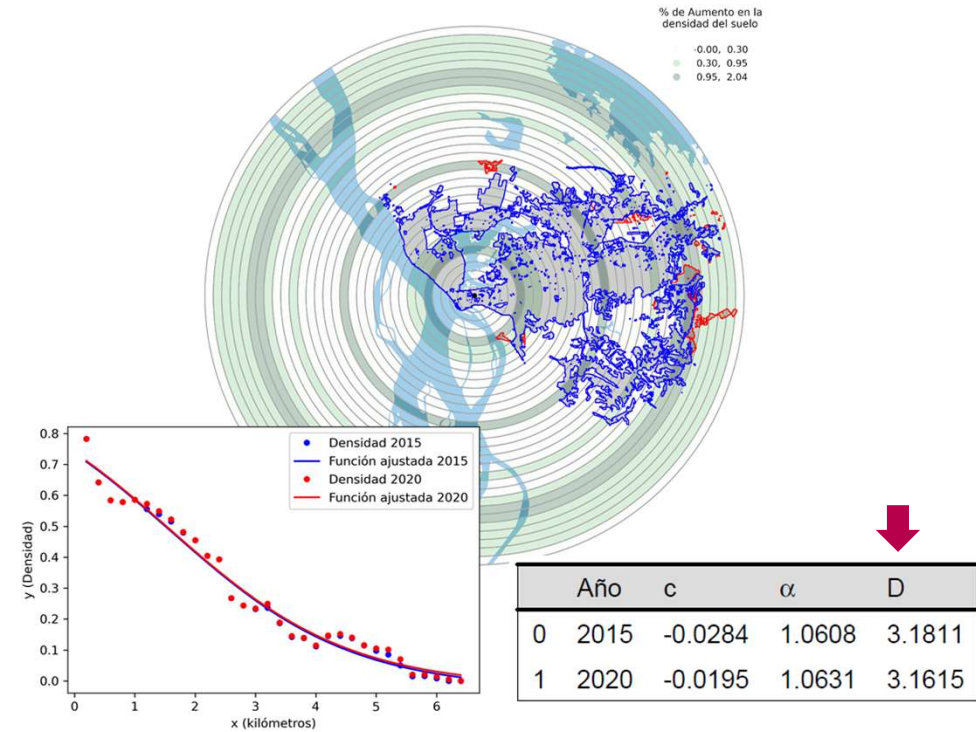 % de Aumento en la
densidad del suelo
-0.00, 0.30
0.30, 0.95
0.95, 2.04
0.8
0.7
0.6
0.5
0.4
0.3
0.2
0.1
0.0
y (Densidad)
Densidad 2015
Función ajustada 2015
Densidad 2020
Función ajustada 2020
0 1 2 3 4 5 6
x (kilómetros)
Año c α D
0 2015 -0.0284 1.0608 3.1811
1 2020 -0.0195 1.0631 3.1615